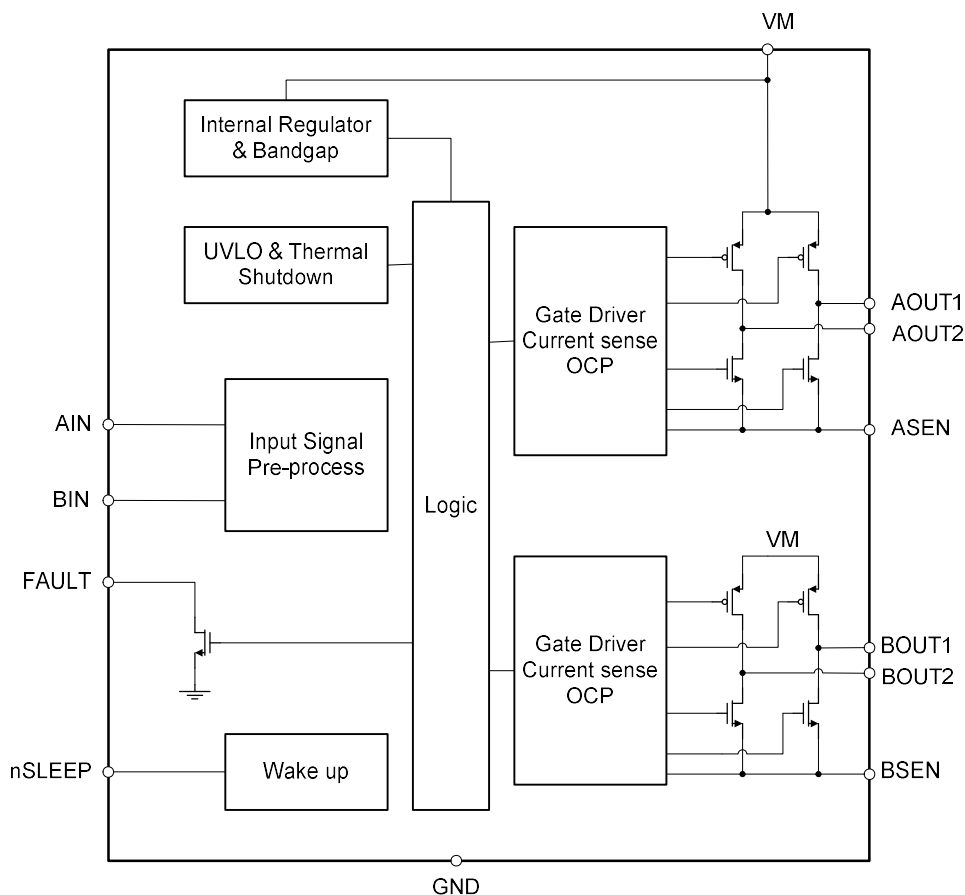 VM
Internal Regulator
& Bandgap
UVLO & Thermal
Shutdown
Gate Driver
Current sense
OCP
AOUT1
AOUT2
AIN
ASEN
Input Signal
Pre-process
BIN
Logic
VM
FAULT
Gate Driver
Current sense
OCP
BOUT1
BOUT2
nSLEEP
Wake up
BSEN
GND